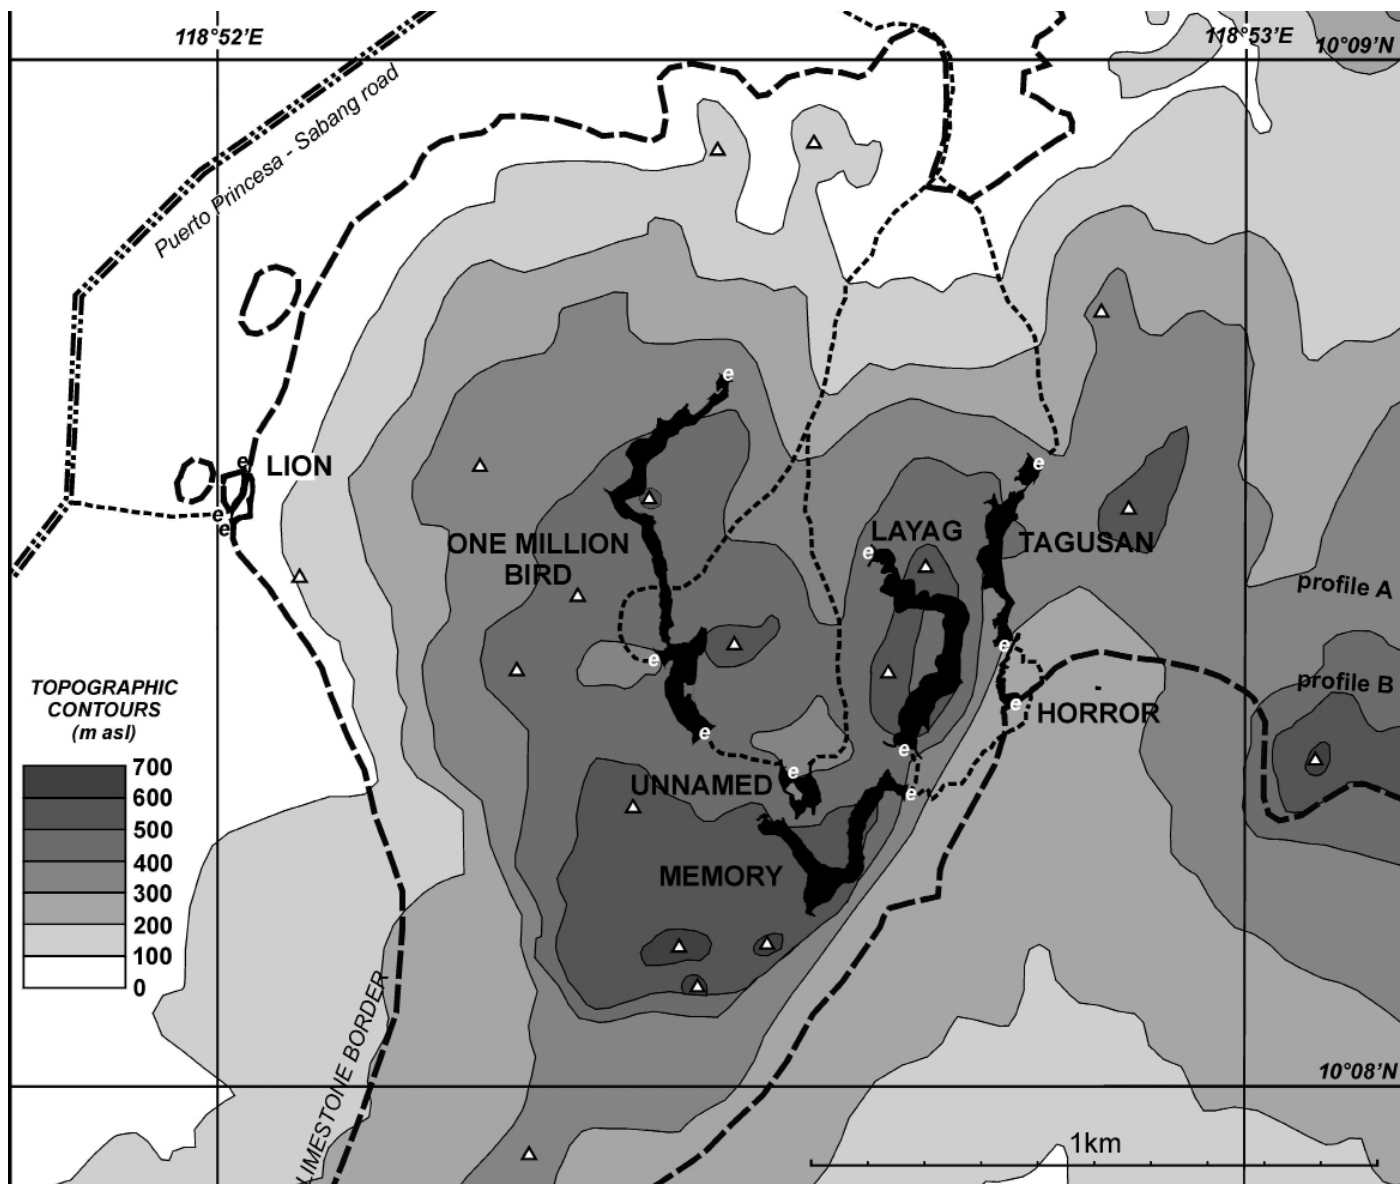 118°52'E
118°53'E
10°09'N
Puerto Princesa - Sabang road
e
e
LION
e
e
e
e
LAYAG
ONE MILLION
BIRD
TAGUSAN
e
profile A
e
e
TOPOGRAPHIC
CONTOURS
(m asl)
profile B
e
HORROR
e
e
700
UNNAMED
e
e
600
500
400
MEMORY
300
200
100
0
LIMESTONE BORDER
10°08'N
1km